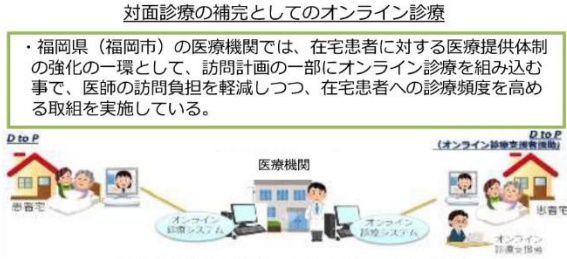 対面診療の補完としてのオンライン診療
・福岡県（福岡市）の医療機関では、在宅患者に対する医療提供体制
の強化の一環として、訪問計画の一部にオンライン診療を組み込む
事で、医師の訪問負担を軽減しつつ、在宅患者への診療頻度を高め
る取組を実施している。
D to P
D to P
（オンライン診療支援者援助）
医療機関
患者宅
患者宅
オンライン
診療システム
オンライン
診療システム
オンライン
診療支援者